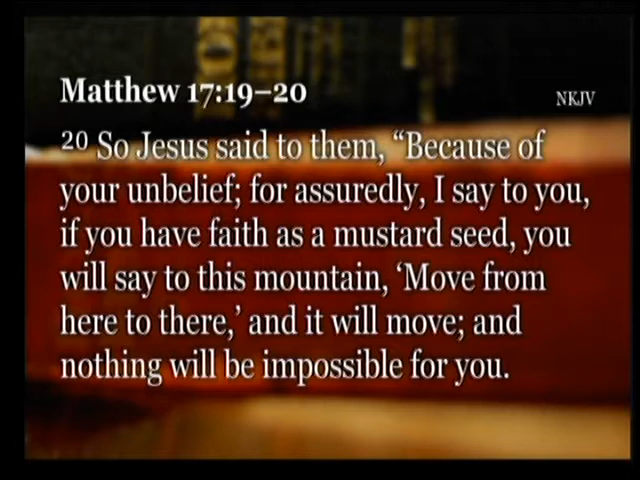 Matthew 17:19–20
NKJV
20 So Jesus said to them, “Because of
your unbelief; for assuredly, I say to you,
if you have faith as a mustard seed, you
will say to this mountain, ‘Move from
here to there,’ and it will move; and
nothing will be impossible for you.